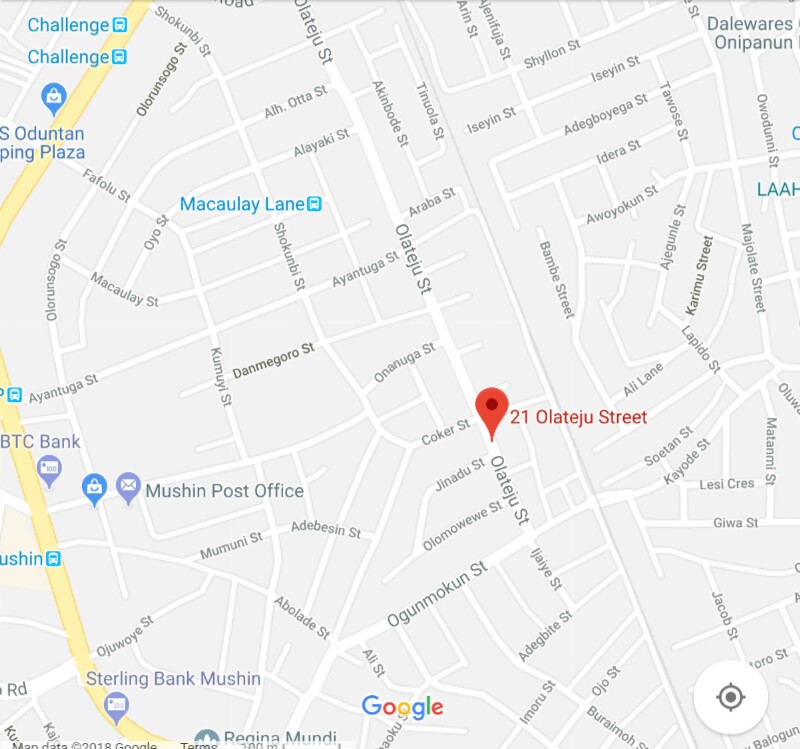 Road
Challenge
Challenge
Shokunbi St
Olateju St
Ajenifuja St
Arin St
Dalewares
Onipanun
Shyllon St
Olorunsogo St
Iseyin St
S Oduntan
ping Plaza
Alh. Otta St
Akinbode St
Tinuola St
Iseyin St
Adegboyega St
Tawose St
Owodunni St
Alayaki St
Idera St
Fafolu St
Macaulay Lane
Araba St
Awoyokun St
LAAH
Oyo St
Olorunsogo St
Shokunbi St
Olateju St
Ajegunle St
Majolate Street
Bambe Street
Karimu Street
Ayantuga St
Macaulay St
Danmegoro St
Onanuga St
Lapido St
Ali Lane
Kumuyi St
Ayantuga St
P
21 Olateju Street
Oluwa
Coker St
BTC Bank
Soetan St
Kayode St
Matanmi St
Jinadu St
Olateju St
Mushin Post Office
Lesi Cres
Olomowewe St
Giwa St
Adebesin St
Mumuni St
ushin
Ijaiye St
Ogunmokun St
Abolade St
Adegbite St
Jacob St
Ojuwoye St
Ali St
oro St
Sterling Bank Mushin
o Rd
Imoru St
Ojo St
Google
Buraimoh St
Balogun
Regina Mundi
Map data ©2018 Google
Terms
100 m